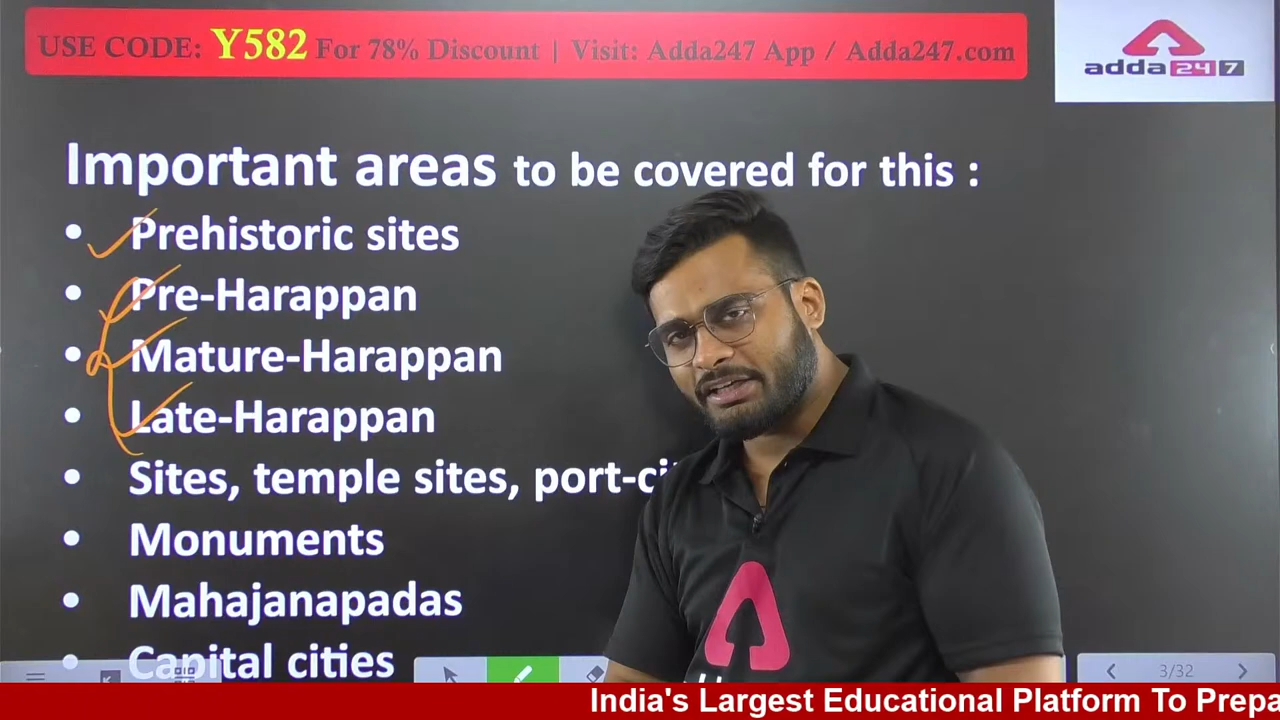 USE CODE: Y582 For 78% Discount | Visit: Adda247 App / Adda247.com
adda 247
Important areas to be covered for this :
• Prehistoric sites
• Pre-Harappan
• Mature-Harappan
• Late-Harappan
• Sites, temple sites, port-ci
• Monuments
• Mahajanapadas
• Capital cities
3/32
India's Largest Educational Platform To Prepa